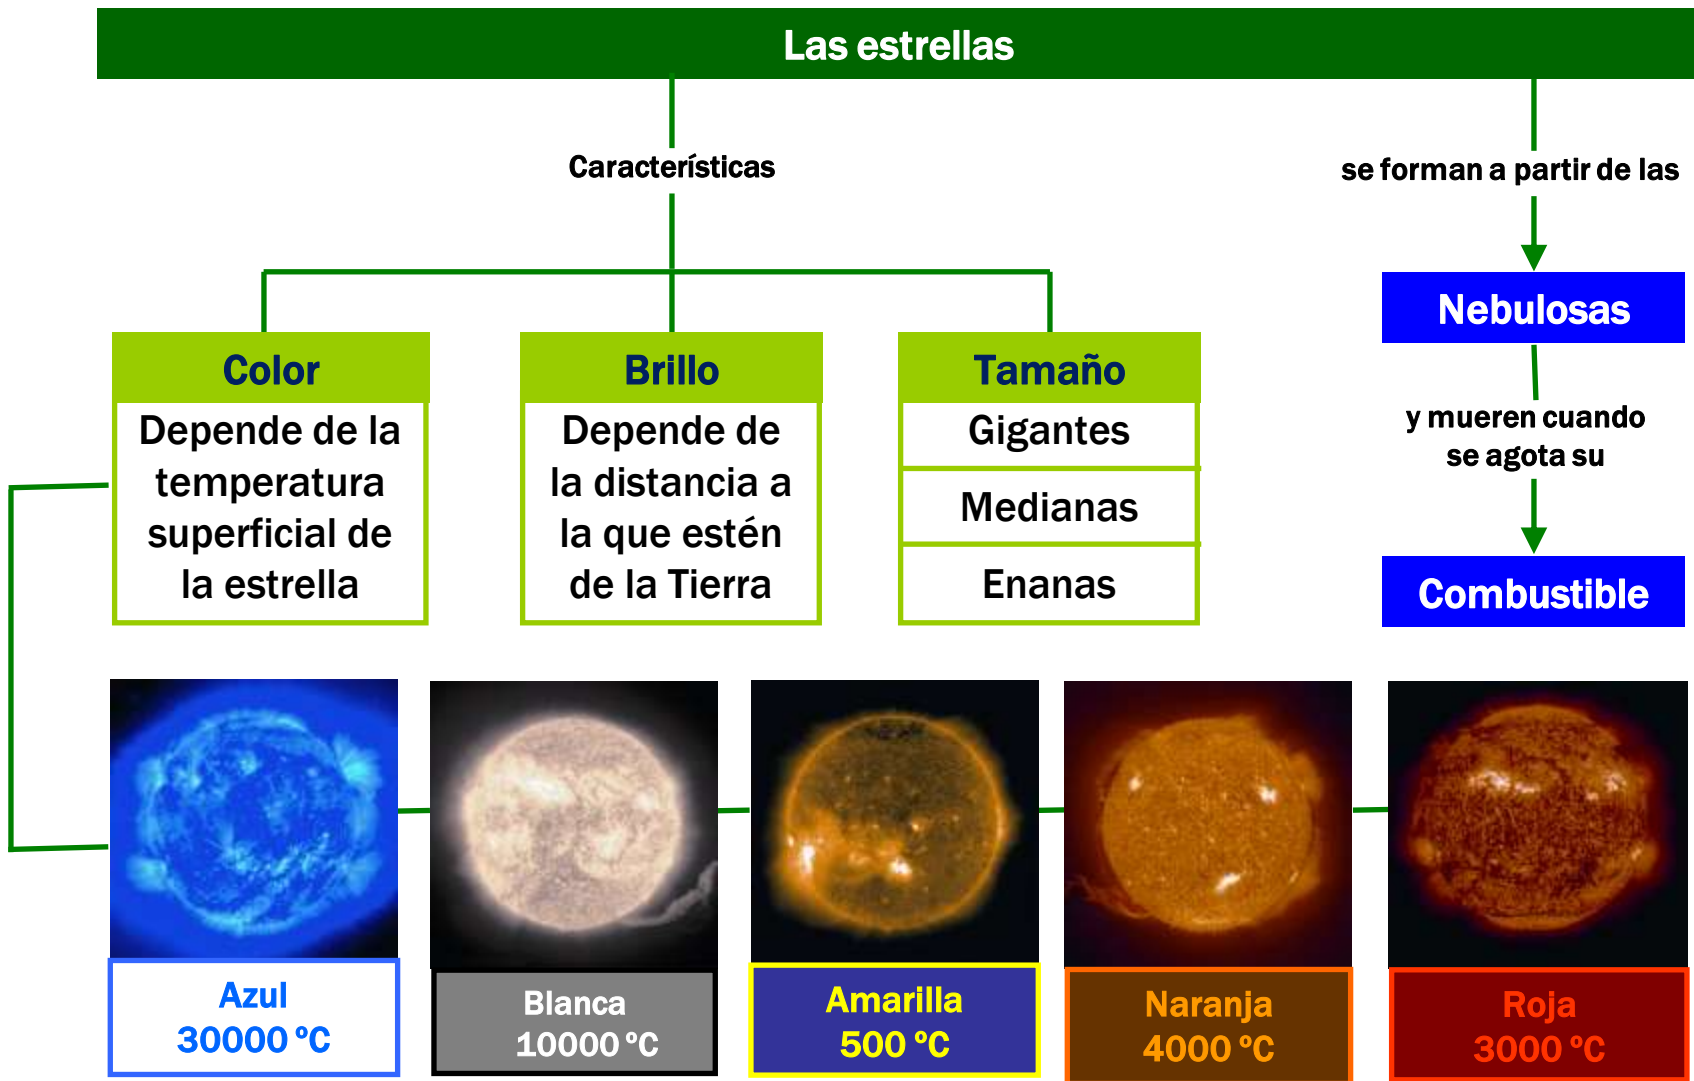 Las estrellas
Características
se forman a partir de las
Nebulosas
y mueren cuando
se agota su
Combustible
Color
Depende de la
temperatura
superficial de
la estrella
Brillo
Depende de
la distancia a
la que estén
de la Tierra
Tamaño
Gigantes
Medianas
Enanas
Azul
30000 ºC
Blanca
10000 ºC
Amarilla
500 ºC
Naranja
4000 ºC
Roja
3000 ºC